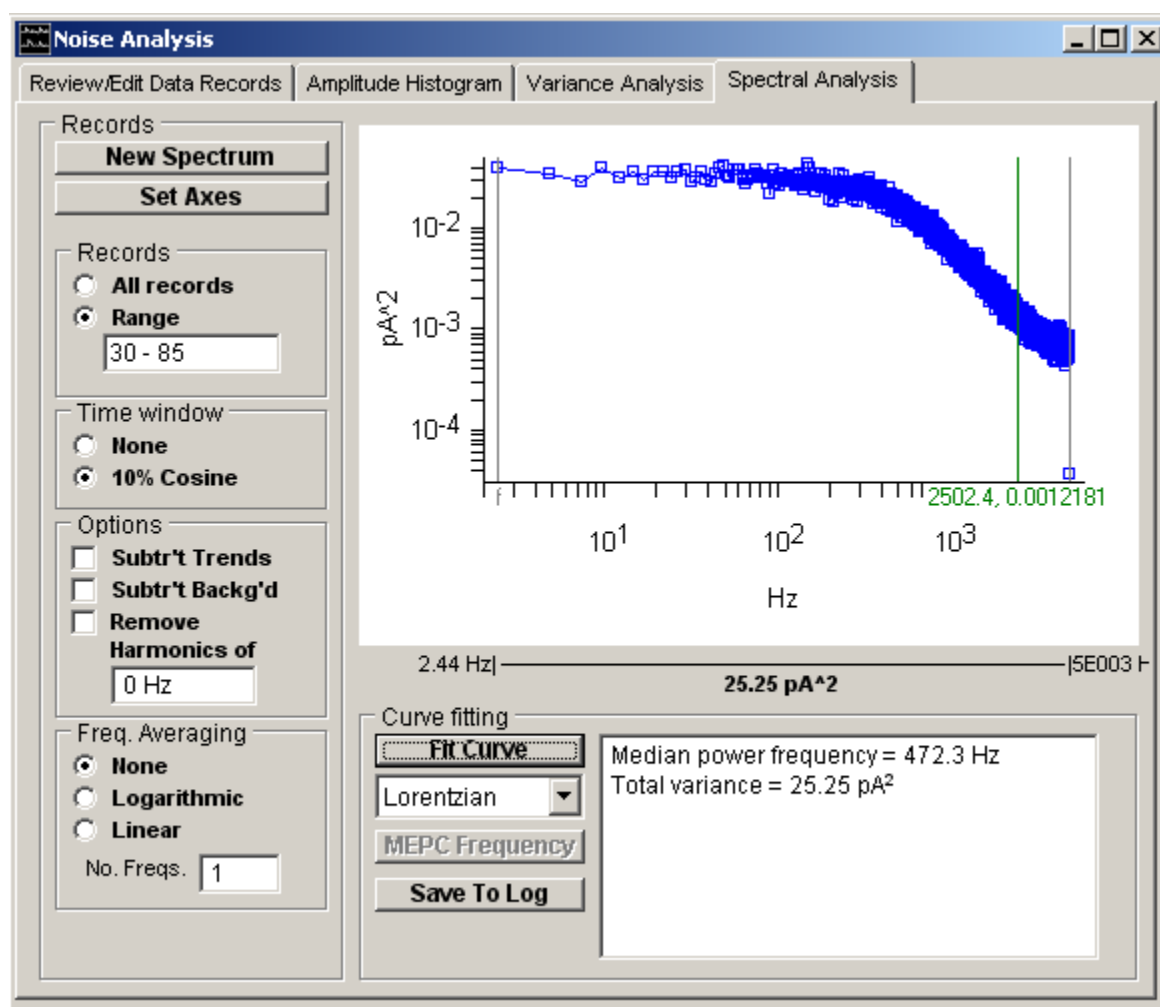 Noise Analysis
Review/Edit Data Records
Amplitude Histogram
Variance Analysis
Spectral Analysis
Records
New Spectrum
Set Axes
Records
All records
Range
30 - 85
Time window
None
10% Cosine
Options
Subtr't Trends
Subtr't Backg'd
Remove
Harmonics of
0 Hz
Freq. Averaging
None
Logarithmic
Linear
No. Freqs. 1
pA^2
10-2
10-3
10-4
f
2502.4, 0.0012181
101 102 103
Hz
2.44 Hz| |5E003 H
25.25 pA^2
Curve fitting
Fit Curve
Lorentzian
MEPC Frequency
Save To Log
Median power frequency = 472.3 Hz
Total variance = 25.25 pA²